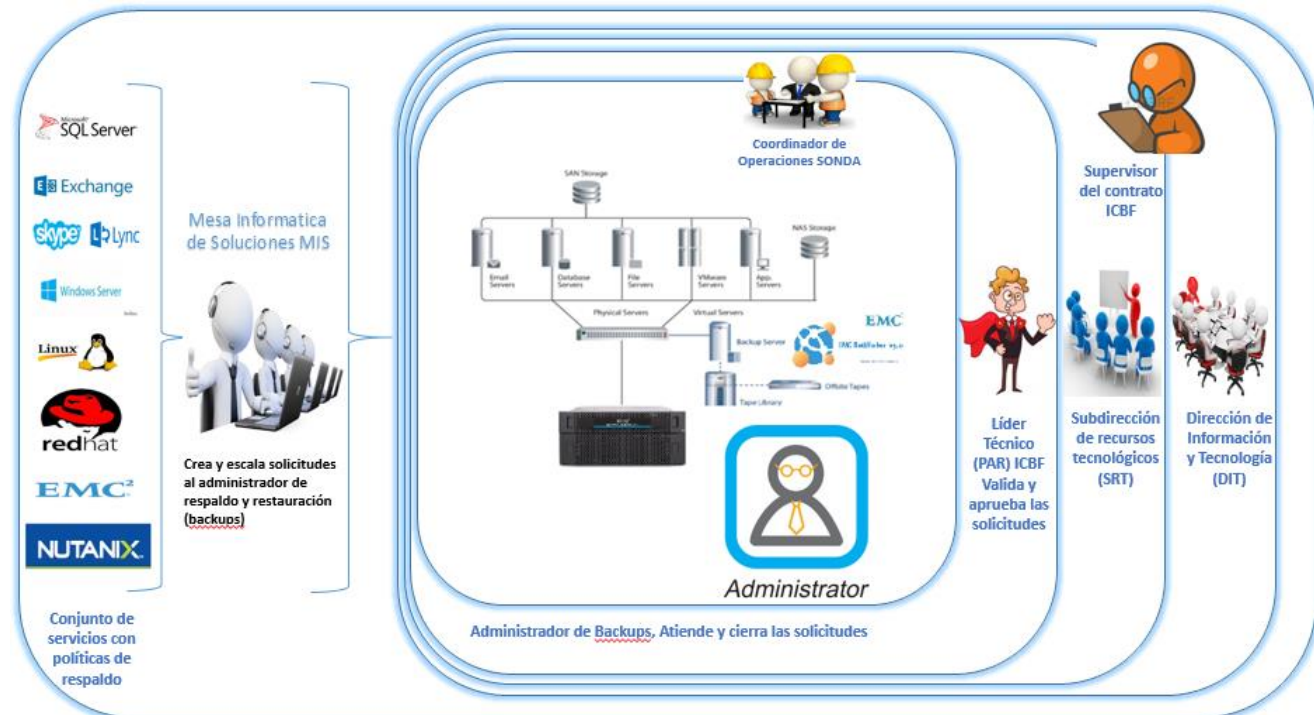 Microsoft
SQL Server
Exchange
skype
Lync
Windows Server
Linux
redhat
EMC²
NUTANIX
Conjunto de
servicios con
políticas de
respaldo
Mesa Informatica
de Soluciones MIS
Crea y escala solicitudes
al administrador de
respaldo y restauración
(backups)
Coordinador de
Operaciones SONDA
SAN Storage
NAS Storage
Email
Servers
Database
Servers
File
Servers
VMware
Servers
App.
Servers
Physical Servers
Virtual Servers
Backup Server
EMC
Offsite Tapes
Tape Library
Administrator
Administrador de Backups, Atiende y cierra las solicitudes
Líder
Técnico
(PAR) ICBF
Valida y
aprueba las
solicitudes
Supervisor
del contrato
ICBF
Subdirección
de recursos
tecnológicos
(SRT)
Dirección de
Información
y Tecnología
(DIT)